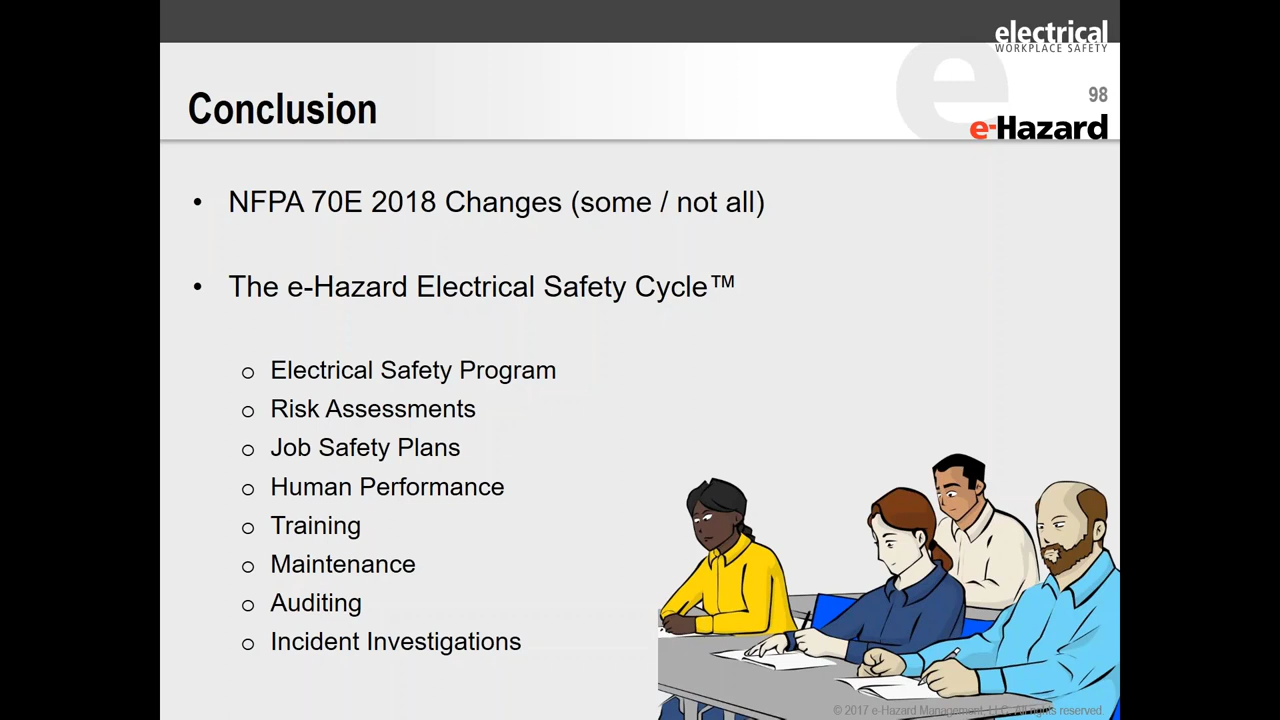 electrical
WORKPLACE SAFETY
98
e-Hazard
Conclusion
• NFPA 70E 2018 Changes (some / not all)
• The e-Hazard Electrical Safety Cycle™
o Electrical Safety Program
o Risk Assessments
o Job Safety Plans
o Human Performance
o Training
o Maintenance
o Auditing
o Incident Investigations
© 2017 e-Hazard Management, LLC. All rights reserved.